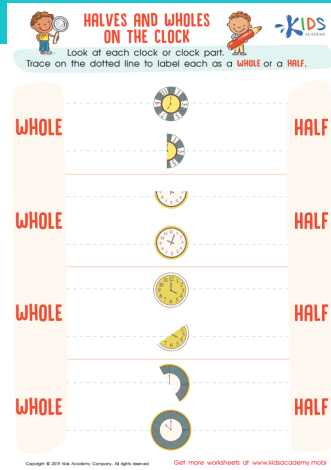 HALVES AND WHOLES
ON THE CLOCK
KIDS
ACADEMY
Look at each clock or clock part.
Trace on the dotted line to label each as a WHOLE or a HALF.
WHOLE
HALF
WHOLE
HALF
WHOLE
HALF
WHOLE
HALF
Copyright © 2019 Kids Academy Company. All rights reserved
Get more worksheets at www.kidsacademy.mobi